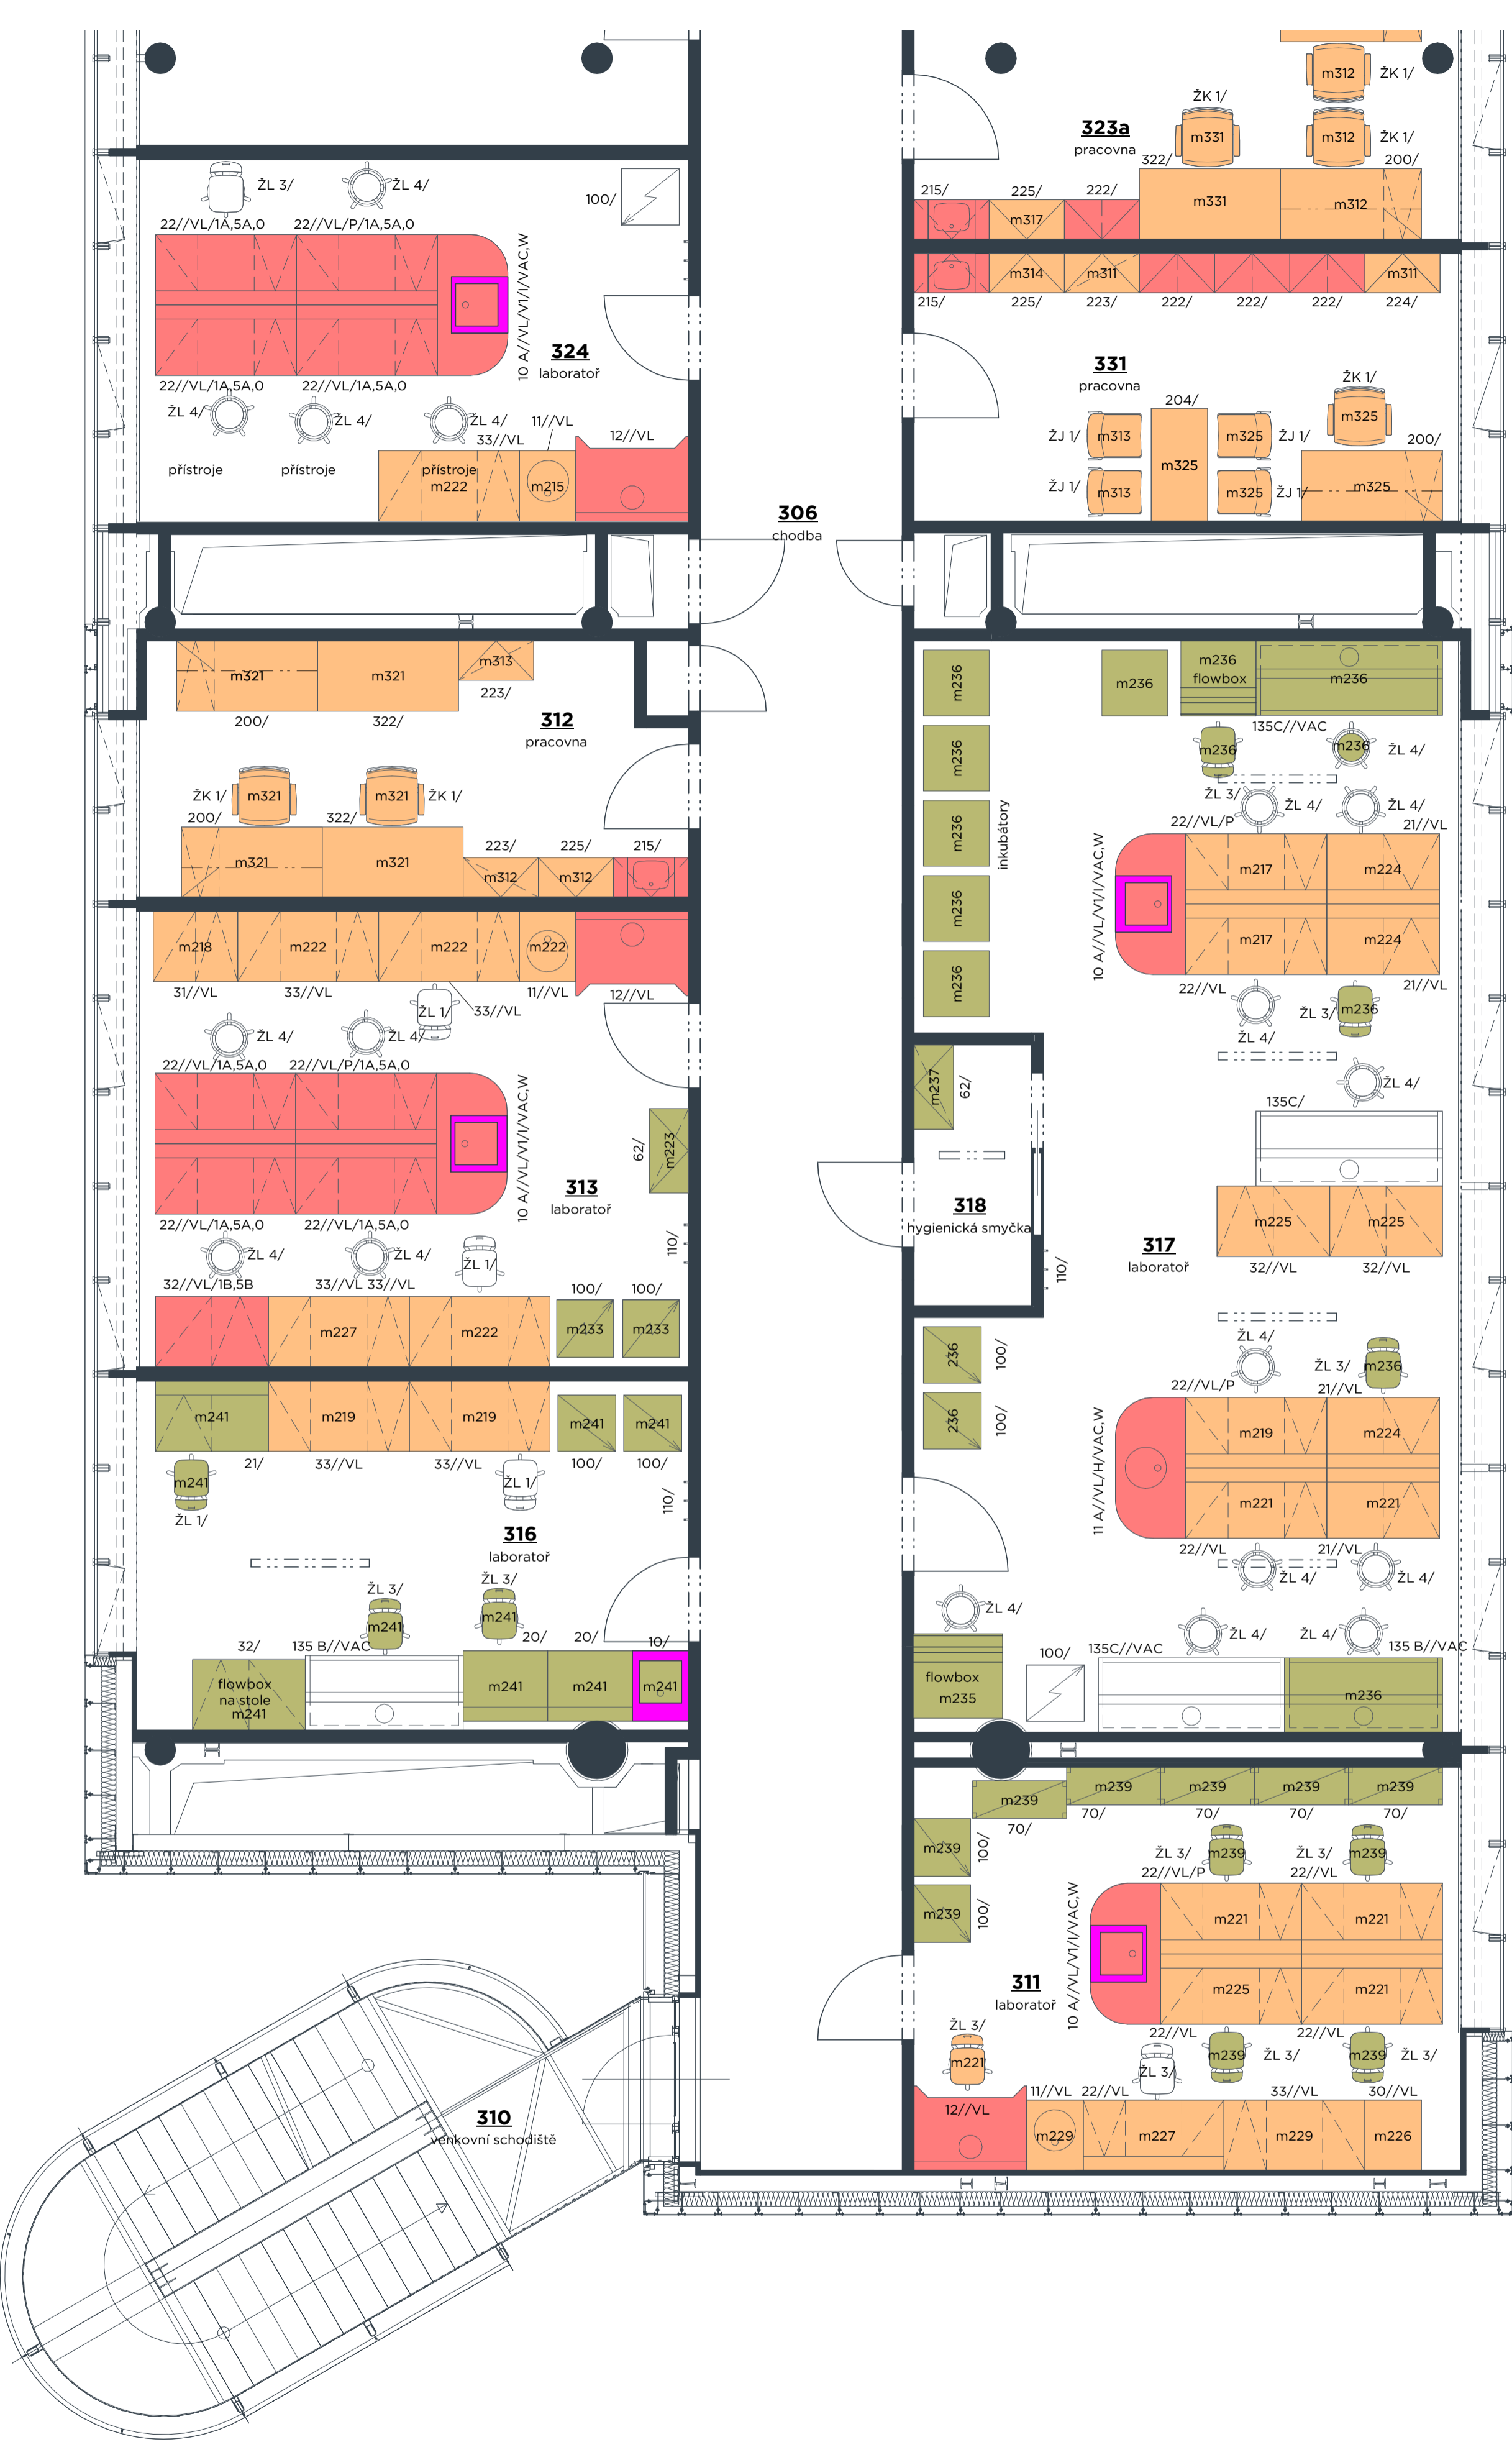 m312
ŽK 1/
ŽK 1/
323a
pracovna
m331
m312
ŽK 1/
322/
200/
215/
225/
222/
m317
m331
m312
m314
m311
m311
215/
225/
223/
222/
222/
222/
224/
331
pracovna
ŽK 1/
204/
m325
ŽJ 1/
m313
m325
ŽJ 1/
200/
m325
ŽJ 1/
m313
m325
ŽJ 1/
m325
ŽL 3/
ŽL 4/
100/
22//VL/1A,5A,0
22//VL/P/1A,5A,0
10 A//VL/V1/I/VAC,W
324
laboratoř
22//VL/1A,5A,0
22//VL/1A,5A,0
ŽL 4/
ŽL 4/
ŽL 4/
11//VL
33//VL
12//VL
přístroje
přístroje
přístroje
m222
m215
306
chodba
m321
m321
m313
223/
200/
322/
312
pracovna
ŽK 1/
m321
m321
ŽK 1/
200/
322/
223/
225/
215/
m321
m321
m312
m312
m218
m222
m222
m222
31//VL
33//VL
11//VL
12//VL
ŽL 1/
33//VL
ŽL 4/
ŽL 4/
22//VL/1A,5A,0
22//VL/P/1A,5A,0
10 A//VL/V1/I/VAC,W
62/
m223
313
laboratoř
110/
22//VL/1A,5A,0
22//VL/1A,5A,0
ŽL 4/
ŽL 4/
ŽL 1/
32//VL/1B,5B
33//VL 33//VL
100/
100/
m227
m222
m233
m233
m241
m219
m219
m241
m241
21/
33//VL
33//VL
100/
100/
m241
ŽL 1/
ŽL 1/
110/
316
laboratoř
ŽL 3/
ŽL 3/
m241
m241
32/
135 B//VAC
20/
20/
10/
flowbox
na stole
m241
m241
m241
m241
310
venkovní schodiště
m236
m236
m236
flowbox
m236
135C//VAC
m236
m236
m236
ŽL 4/
ŽL 3/
ŽL 4/
ŽL 4/
m236
inkubátory
22//VL/P
21//VL
m217
m224
10 A//VL/V1/I/VAC,W
m236
m217
m224
22//VL
21//VL
m236
ŽL 4/
ŽL 3/
m236
m237
62/
ŽL 4/
135C/
318
hygienická smyčka
m225
m225
317
laboratoř
32//VL
32//VL
110/
236
100/
ŽL 4/
ŽL 3/
m236
22//VL/P
21//VL
236
100/
m219
m224
11 A//VL/H/VAC,W
m221
m221
22//VL
21//VL
ŽL 4/
ŽL 4/
ŽL 4/
ŽL 4/
ŽL 4/
100/
135C//VAC
135 B//VAC
flowbox
m235
m236
m239
m239
m239
m239
m239
70/
70/
70/
70/
70/
m239
100/
ŽL 3/
m239
ŽL 3/
m239
22//VL/P
22//VL
m239
100/
m221
m221
10 A//VL/V1/I/VAC,W
311
laboratoř
m225
m221
22//VL
22//VL
ŽL 3/
m221
m239
ŽL 3/
m239
ŽL 3/
ŽL 3/
11//VL
22//VL
33//VL
30//VL
12//VL
m229
m227
m229
m226